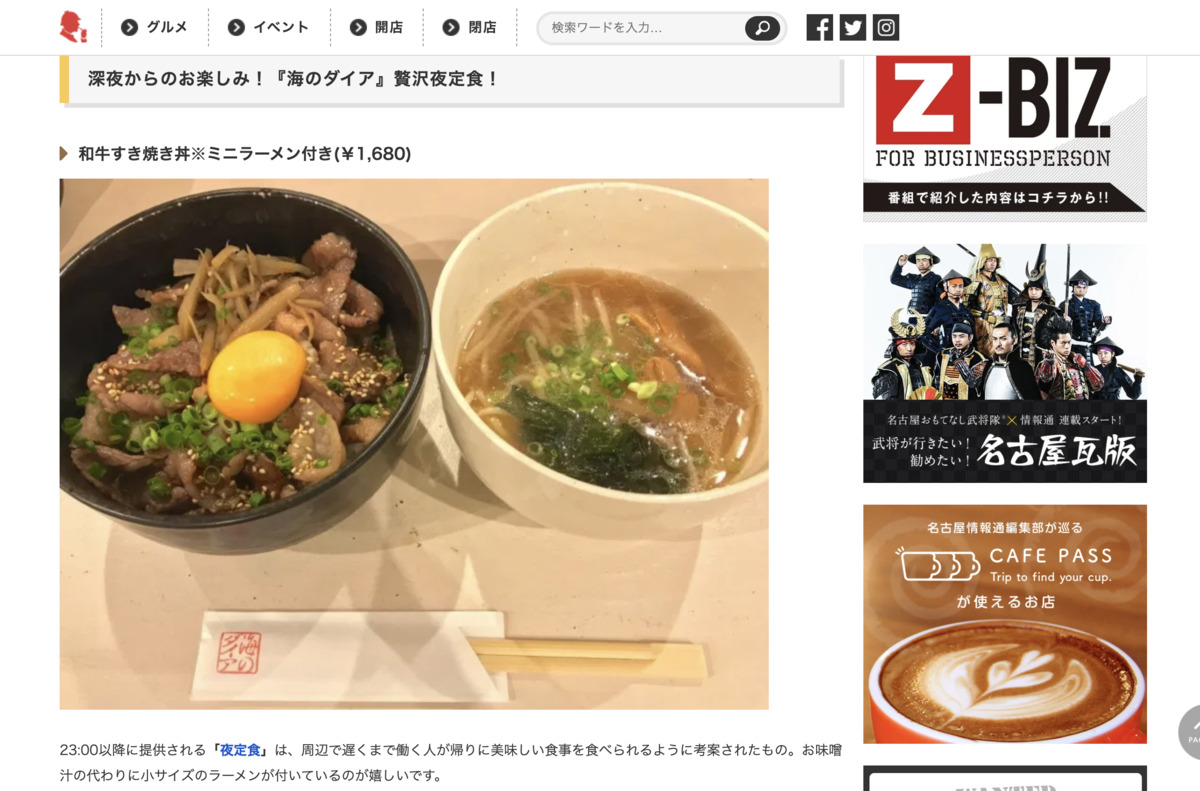 グルメ
イベント
開店
閉店
検索ワードを入力...
深夜からのお楽しみ！『海のダイア』贅沢夜定食！
和牛すき焼き丼※ミニラーメン付き(￥1,680)
海の
ダイア
23:00以降に提供される「夜定食」は、周辺で遅くまで働く人が帰りに美味しい食事を食べられるように考案されたもの。お味噌
汁の代わりに小サイズのラーメンが付いているのが嬉しいです。
Z-BIZ.
FOR BUSINESSPERSON
番組で紹介した内容はコチラから!!
名古屋おもてなし武将隊®×情報通 連載スタート!
武将が行きたい!
勧めたい!
名古屋瓦版
名古屋情報通編集部が巡る
CAFE PASS
Trip to find your cup.
が使えるお店